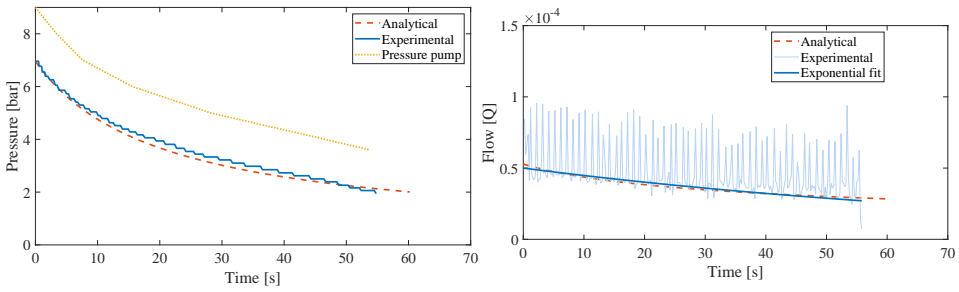 8
6
4
2
0
0
10
20
30
40
50
60
70
Pressure [bar]
Time [s]
Analytical
Experimental
Pressure pump
×10⁻⁴
1.5
1
0.5
0
0
10
20
30
40
50
60
70
Flow [Q]
Time [s]
Analytical
Experimental
Exponential fit